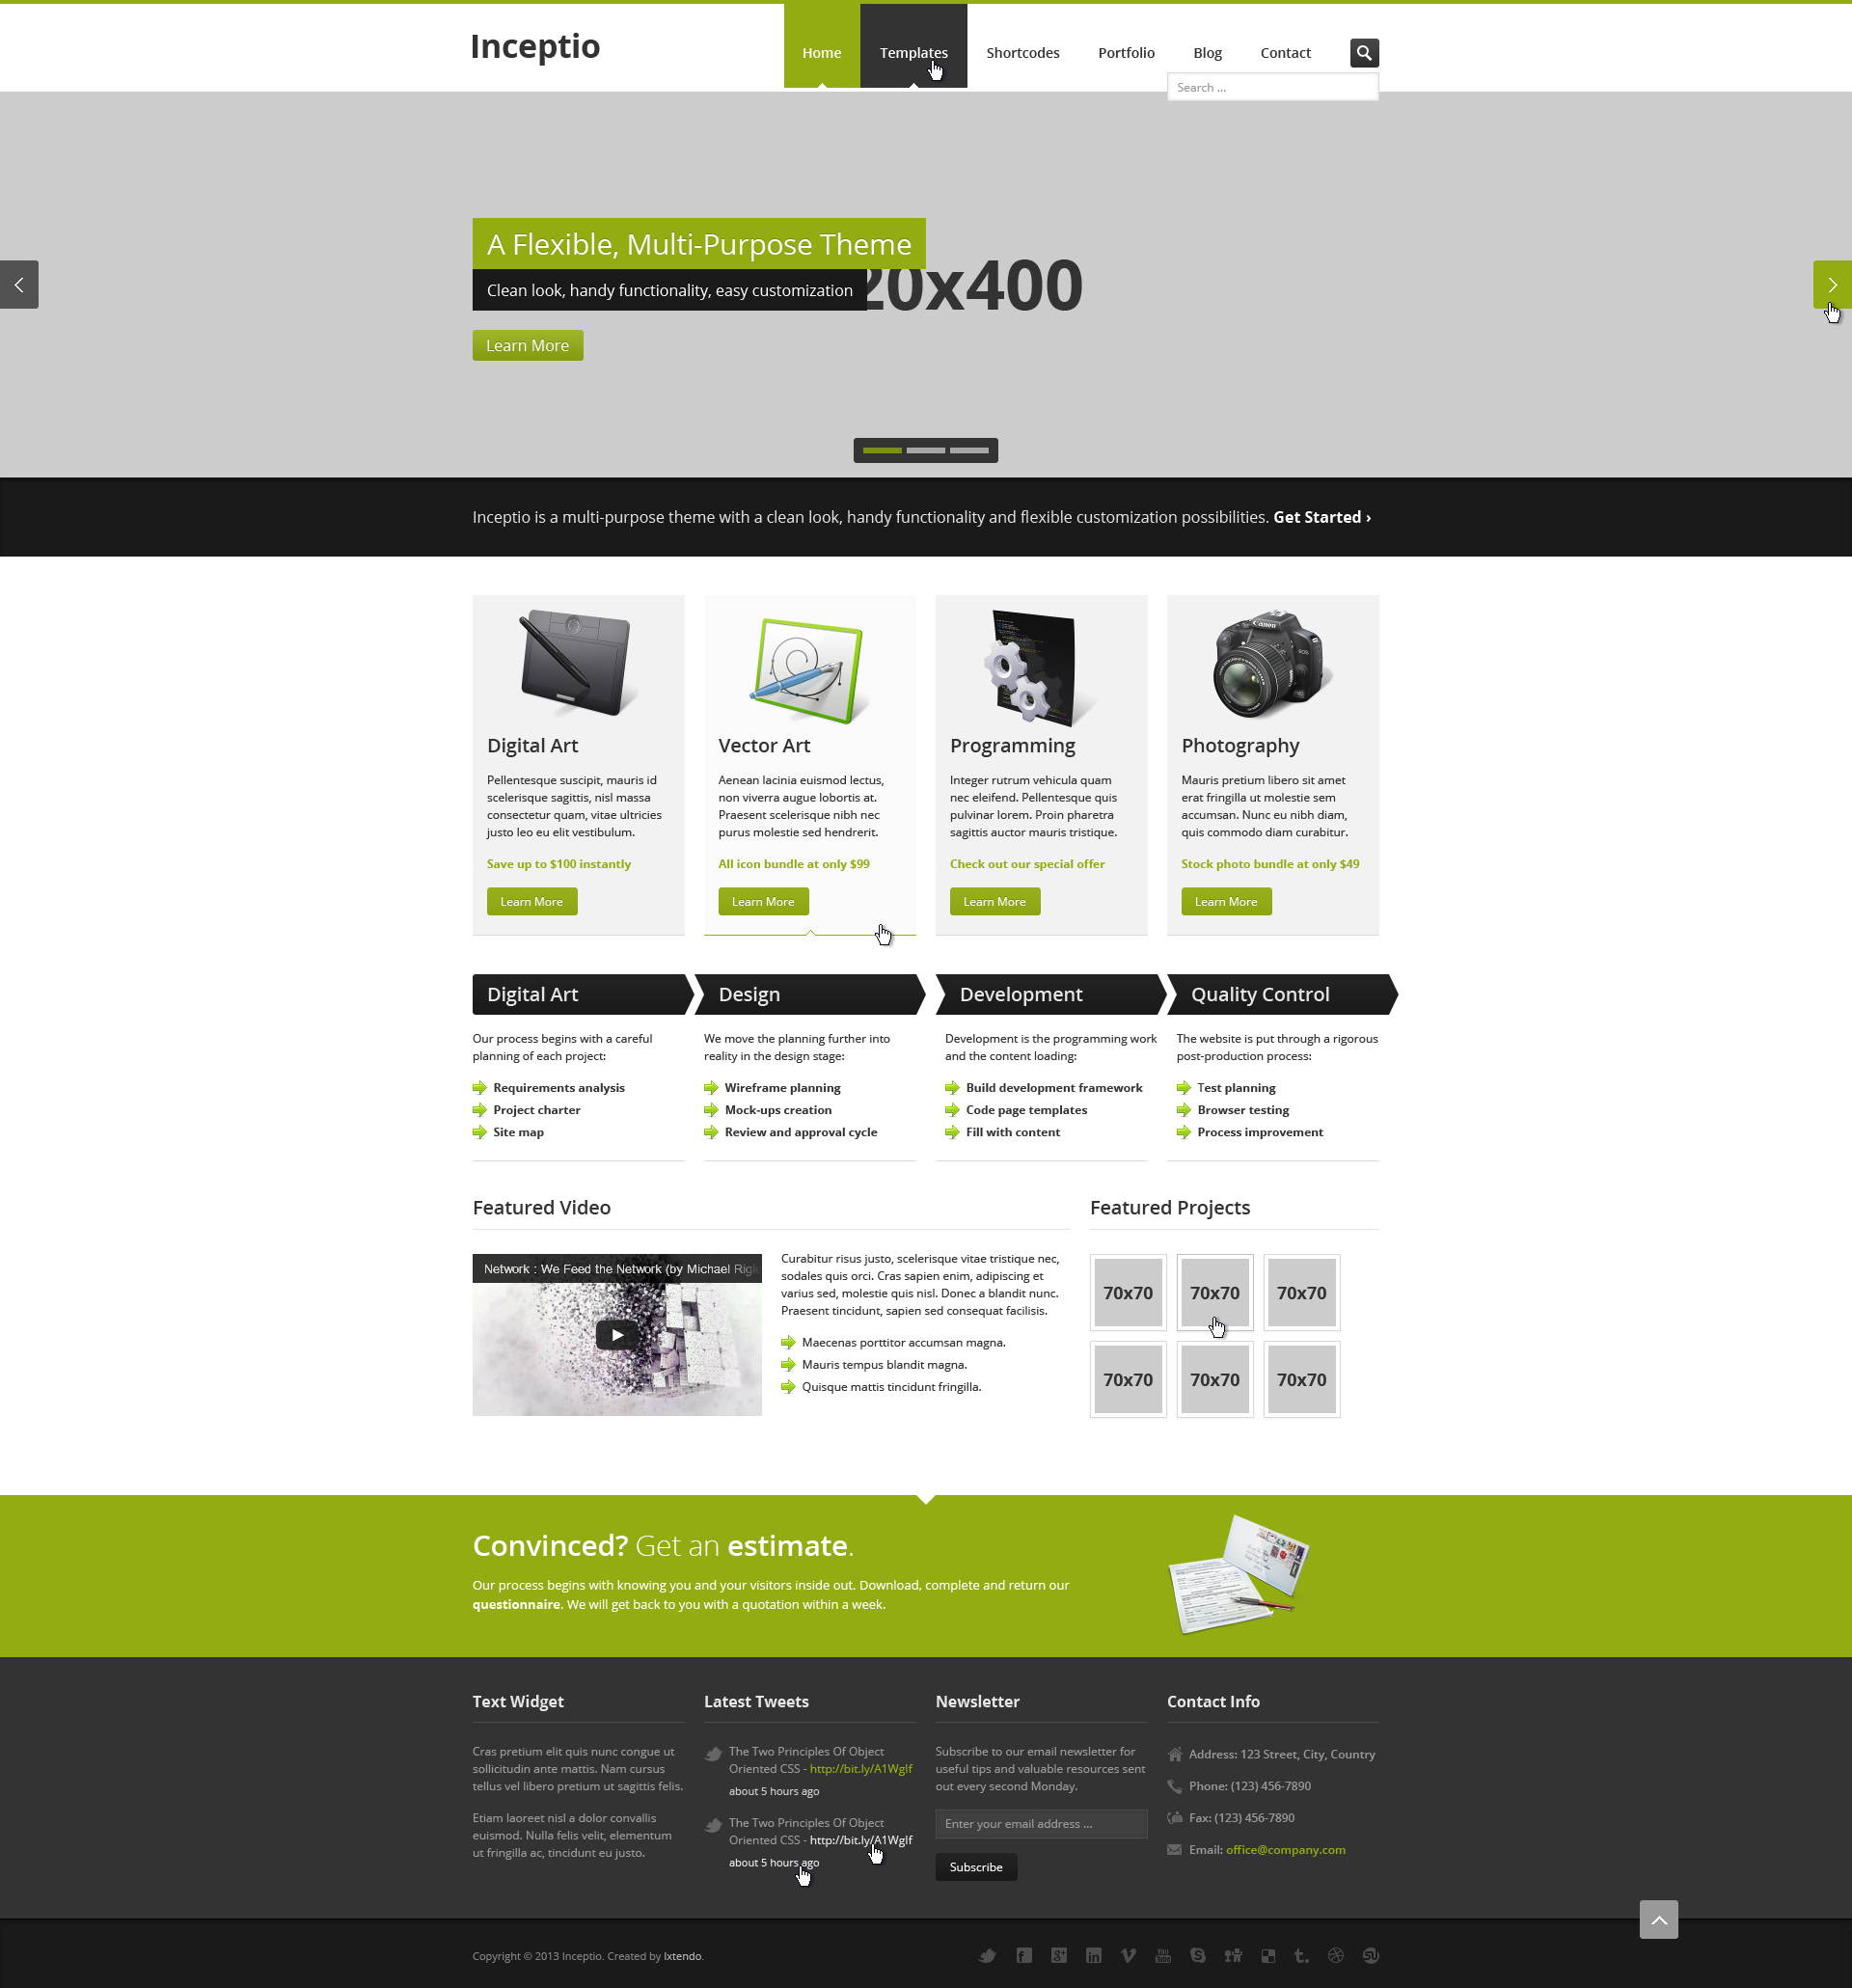 Inceptio
Home
Templates
Shortcodes
Portfolio
Blog
Contact
Search ...
A Flexible, Multi-Purpose Theme
20x400
Clean look, handy functionality, easy customization
Learn More
Inceptio is a multi-purpose theme with a clean look, handy functionality and flexible customization possibilities. Get Started ›
Canon
Digital Art
Pellentesque suscipit, mauris id
scelerisque sagittis, nisl massa
consectetur quam, vitae ultricies
justo leo eu elit vestibulum.
Save up to $100 instantly
Learn More
Vector Art
Aenean lacinia euismod lectus,
non viverra augue lobortis at.
Praesent scelerisque nibh nec
purus molestie sed hendrerit.
All icon bundle at only $99
Learn More
Programming
Integer rutrum vehicula quam
nec eleifend. Pellentesque quis
pulvinar lorem. Proin pharetra
sagittis auctor mauris tristique.
Check out our special offer
Learn More
Photography
Mauris pretium libero sit amet
erat fringilla ut molestie sem
accumsan. Nunc eu nibh diam,
quis commodo diam curabitur.
Stock photo bundle at only $49
Learn More
Digital Art
Our process begins with a careful
planning of each project:
Requirements analysis
Project charter
Site map
Design
We move the planning further into
reality in the design stage:
Wireframe planning
Mock-ups creation
Review and approval cycle
Development
Development is the programming work
and the content loading:
Build development framework
Code page templates
Fill with content
Quality Control
The website is put through a rigorous
post-production process:
Test planning
Browser testing
Process improvement
Featured Video
Network : We Feed the Network (by Michael Rigle
Curabitur risus justo, scelerisque vitae tristique nec,
sodales quis orci. Cras sapien enim, adipiscing et
varius sed, molestie quis nisl. Donec a blandit nunc.
Praesent tincidunt, sapien sed consequat facilisis.
Maecenas porttitor accumsan magna.
Mauris tempus blandit magna.
Quisque mattis tincidunt fringilla.
Featured Projects
70x70
70x70
70x70
70x70
70x70
70x70
Convinced? Get an estimate.
Our process begins with knowing you and your visitors inside out. Download, complete and return our
questionnaire. We will get back to you with a quotation within a week.
Text Widget
Cras pretium elit quis nunc congue ut
sollicitudin ante mattis. Nam cursus
tellus vel libero pretium ut sagittis felis.
Etiam laoreet nisl a dolor convallis
euismod. Nulla felis velit, elementum
ut fringilla ac, tincidunt eu justo.
Latest Tweets
The Two Principles Of Object
Oriented CSS - http://bit.ly/A1Wglf
about 5 hours ago
The Two Principles Of Object
Oriented CSS - http://bit.ly/A1Wglf
about 5 hours ago
Newsletter
Subscribe to our email newsletter for
useful tips and valuable resources sent
out every second Monday.
Enter your email address ...
Subscribe
Contact Info
Address: 123 Street, City, Country
Phone: (123) 456-7890
Fax: (123) 456-7890
Email: office@company.com
Copyright © 2013 Inceptio. Created by Ixtendo.